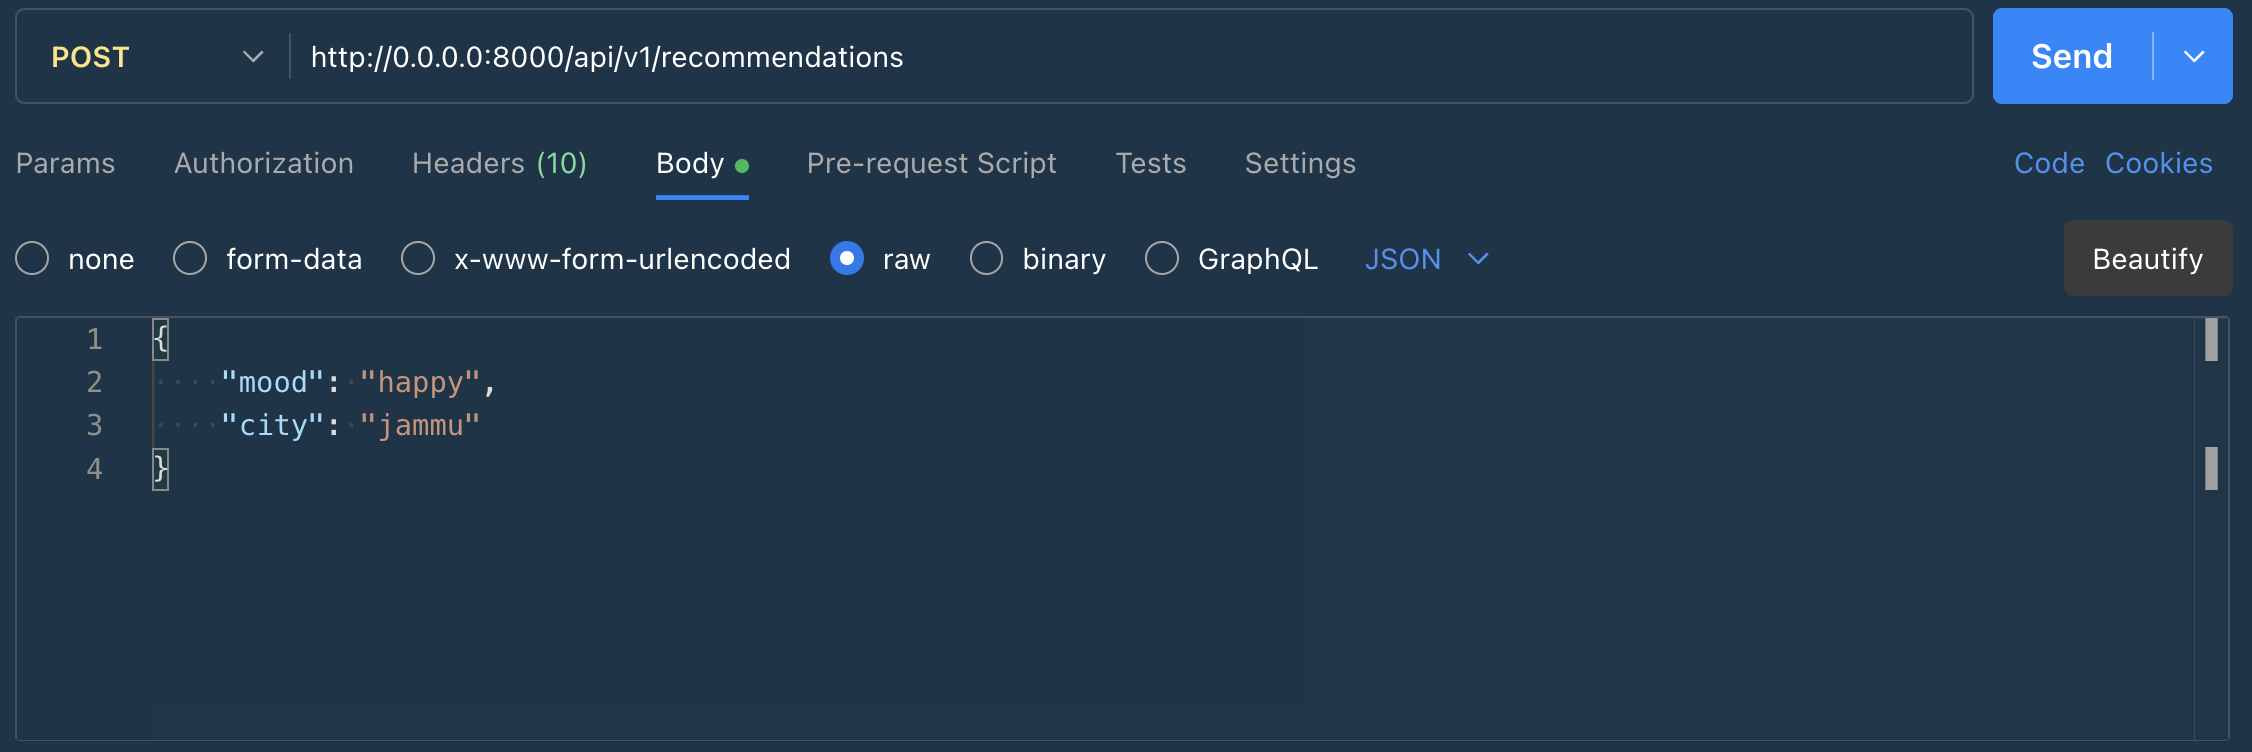 POST http://0.0.0.0:8000/api/v1/recommendations Send
Params Authorization Headers (10) Body Pre-request Script Tests Settings Code Cookies
none form-data x-www-form-urlencoded raw binary GraphQL JSON Beautify
1 {
2 "mood": "happy",
3 "city": "jammu"
4 }